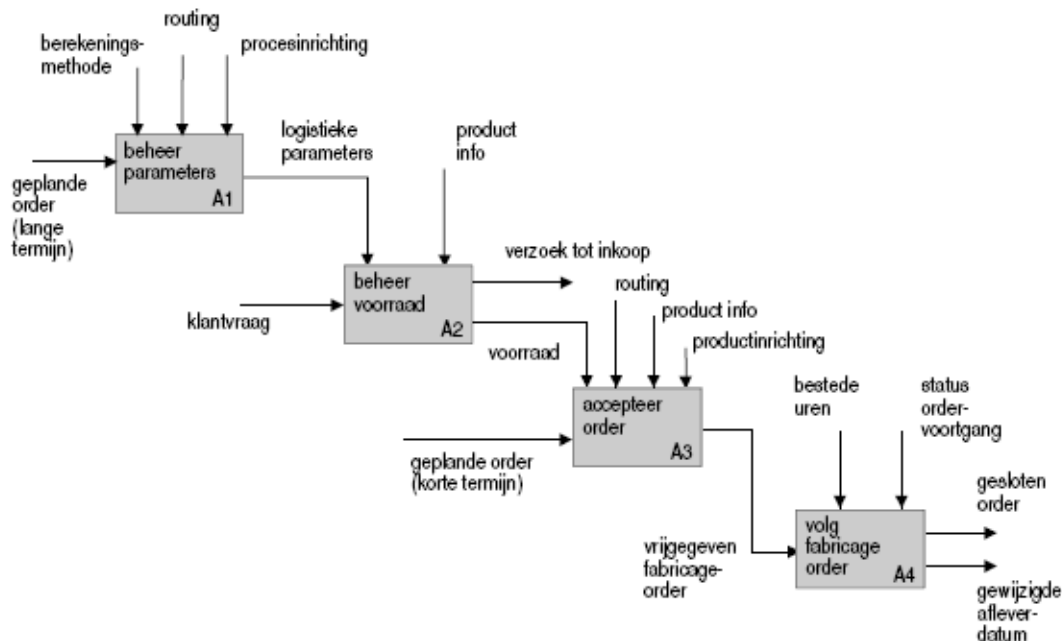 routing
berekenings-
methode
procesinrichting
logistieke
parameters
product
info
beheer
parameters
A1
geplande
order
(lange
termijn)
verzoek tot inkoop
beheer
voorraad
A2
klantvraag
voorraad
routing
product info
productinrichting
bestede
uren
status
order-
voortgang
accepteer
order
A3
geplande order
(korte termijn)
gesloten
order
volg
fabricage
order
A4
vrijgegeven
fabricage-
order
gewijzigde
aflever-
datum